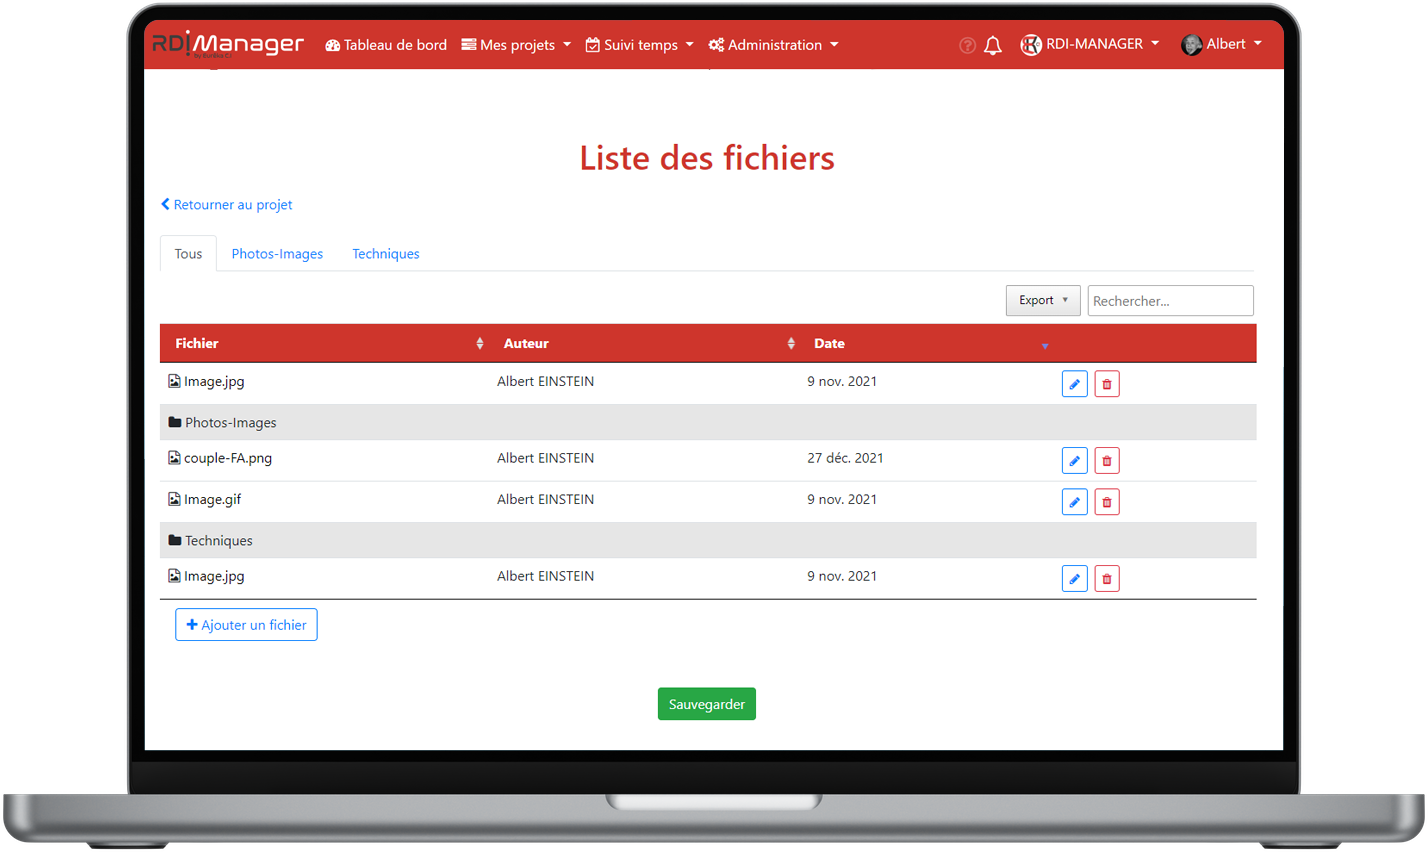 RDiManager
Tableau de bord Mes projets Suivi temps Administration RDI-MANAGER Albert
Liste des fichiers
Retourner au projet
Tous Photos-Images Techniques
Export Rechercher...
Fichier Auteur Date
Image.jpg Albert EINSTEIN 9 nov. 2021
Photos-Images
couple-FA.png Albert EINSTEIN 27 déc. 2021
Image.gif Albert EINSTEIN 9 nov. 2021
Techniques
Image.jpg Albert EINSTEIN 9 nov. 2021
Ajouter un fichier
Sauvegarder